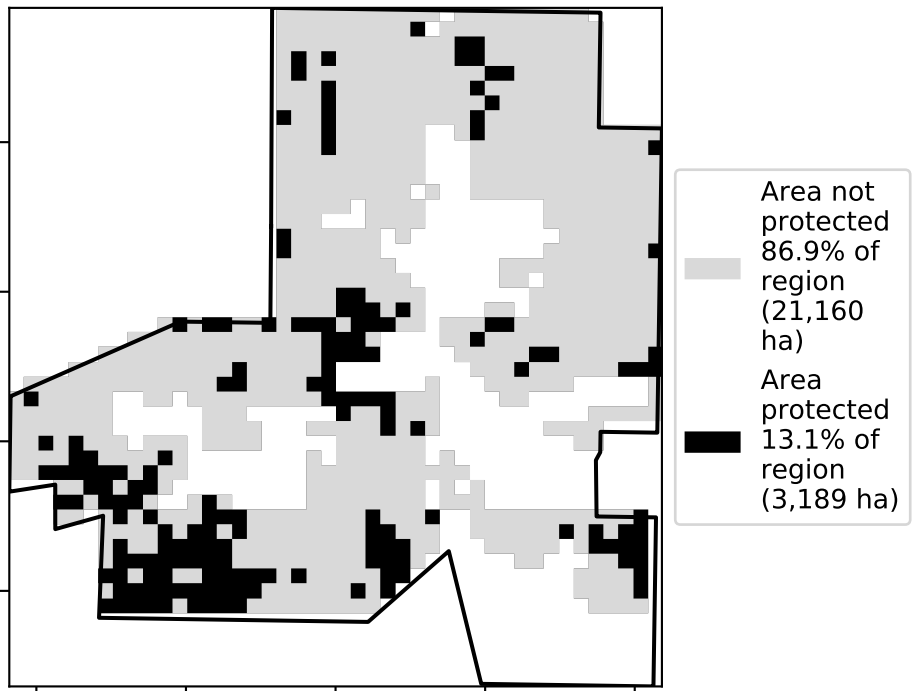 Area not
protected
86.9% of
region
(21,160
ha)
Area
protected
13.1% of
region
(3,189 ha)